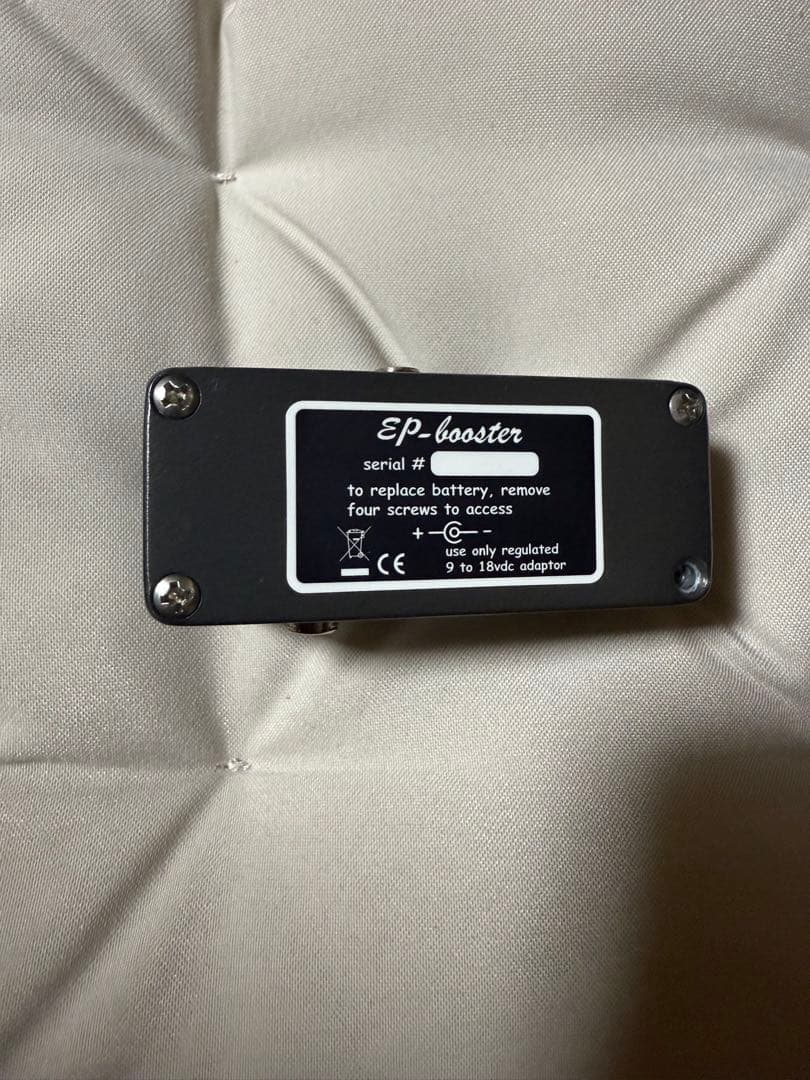 EP-booster
serial #
to replace battery, remove
four screws to access
+ -
CE
use only regulated
9 to 18vdc adaptor